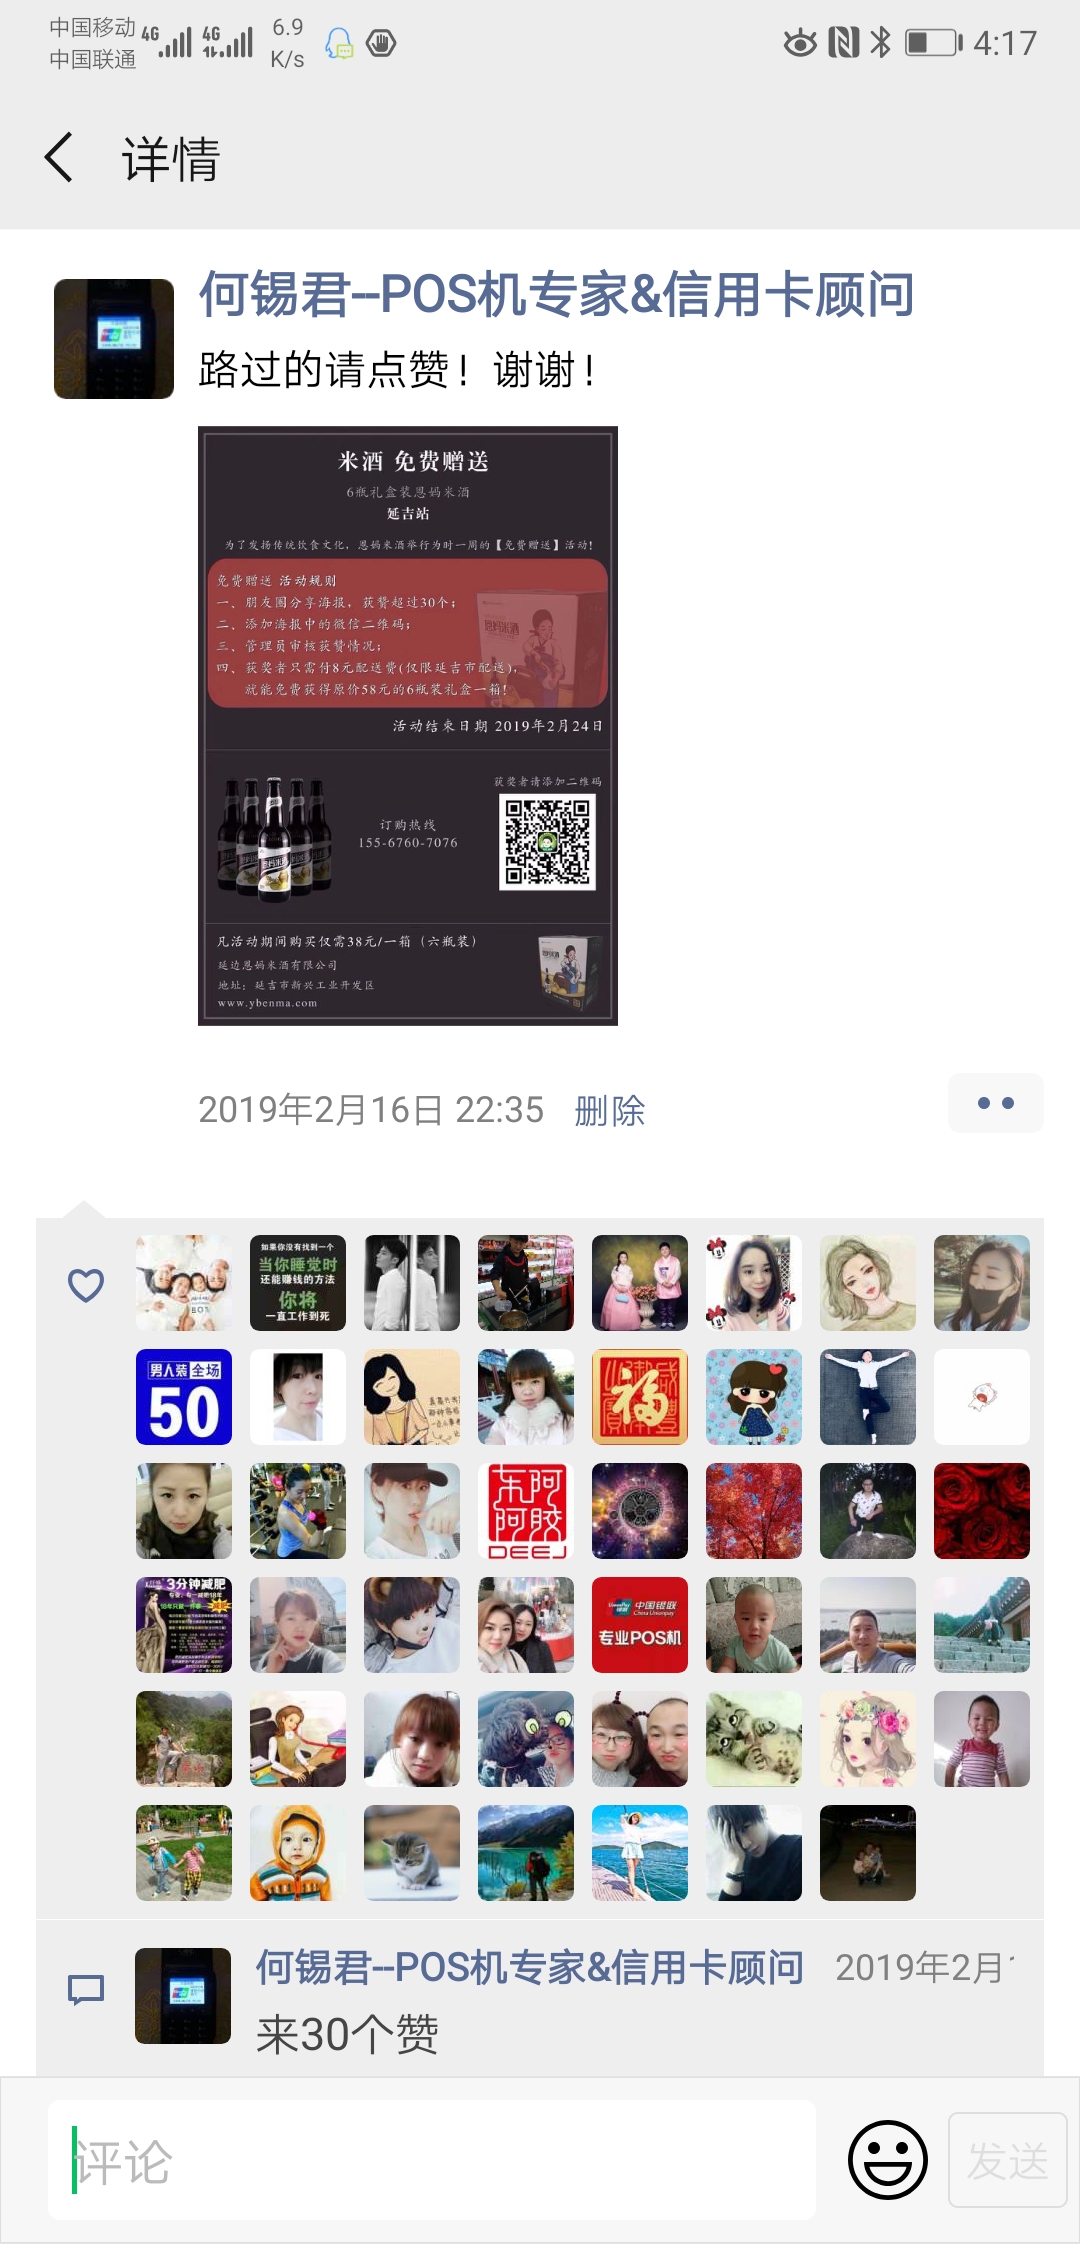 中国移动 4G 4G 6.9
中国联通 K/s
4:17
详情
何锡君--POS机专家&信用卡顾问
路过的请点赞！谢谢！
米酒 免费赠送
6瓶礼盒装恩妈米酒
延吉站
为了发扬传统饮食文化，恩妈米酒举行为时一周的【免费赠送】活动！
免费赠送 活动规则
一、朋友圈分享海报，获赞超过30个；
二、添加海报中的微信二维码；
三、管理员审核获赞情况；
四、获奖者只需付8元配送费(仅限延吉市配送)，
就能免费获得原价58元的6瓶装礼盒一箱！
恩妈米酒
活动结束日期 2019年2月24日
获奖者请添加二维码
订购热线
155-6760-7076
凡活动期间购买仅需38元/一箱（六瓶装）
延边恩妈米酒有限公司
地址：延吉市新兴工业开发区
www.ybenma.com
2019年2月16日 22:35 删除
如果你没有找到一个
当你睡觉时
还能赚钱的方法
你将
一直工作到死
男人装全场
50
福
东阿
阿胶
DEEJ
3分钟减肥
中国银联
China Unionpay
专业POS机
何锡君--POS机专家&信用卡顾问 2019年2月
来30个赞
评论
发送